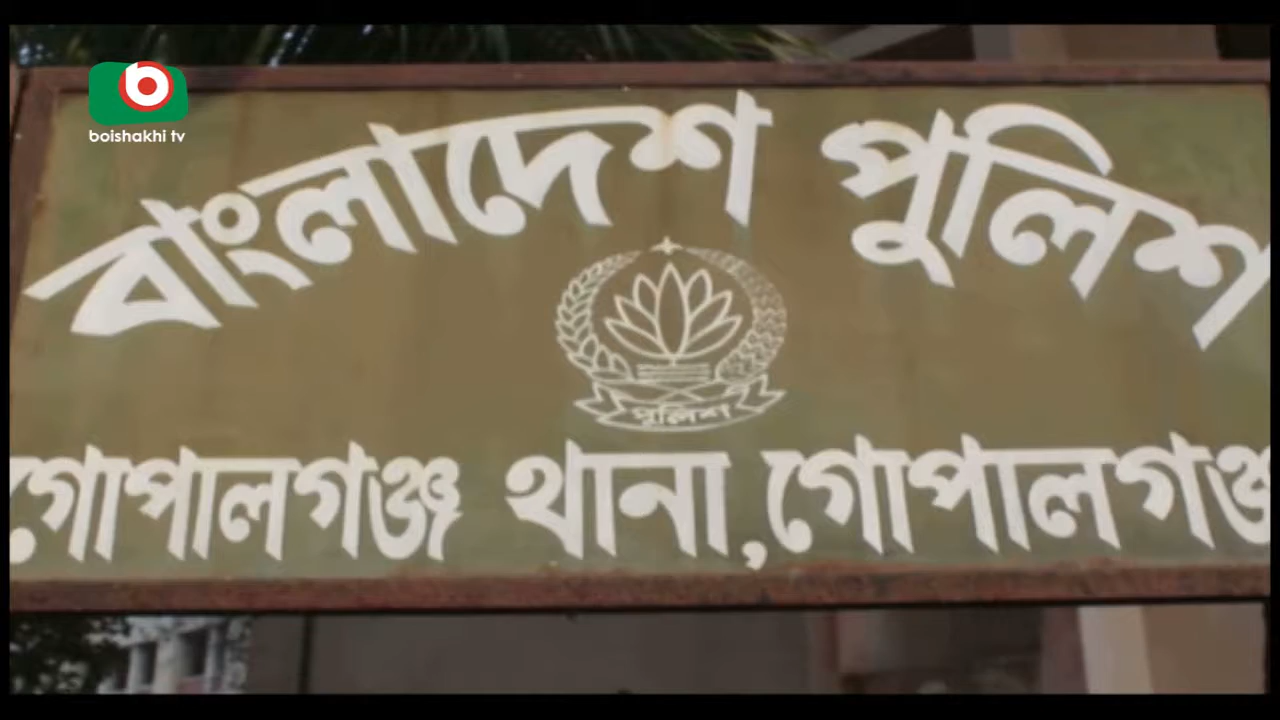 boishakhi tv
বাংলাদেশ পুলিশ
পুলিশ
গোপালগঞ্জ থানা, গোপালগঞ্জ